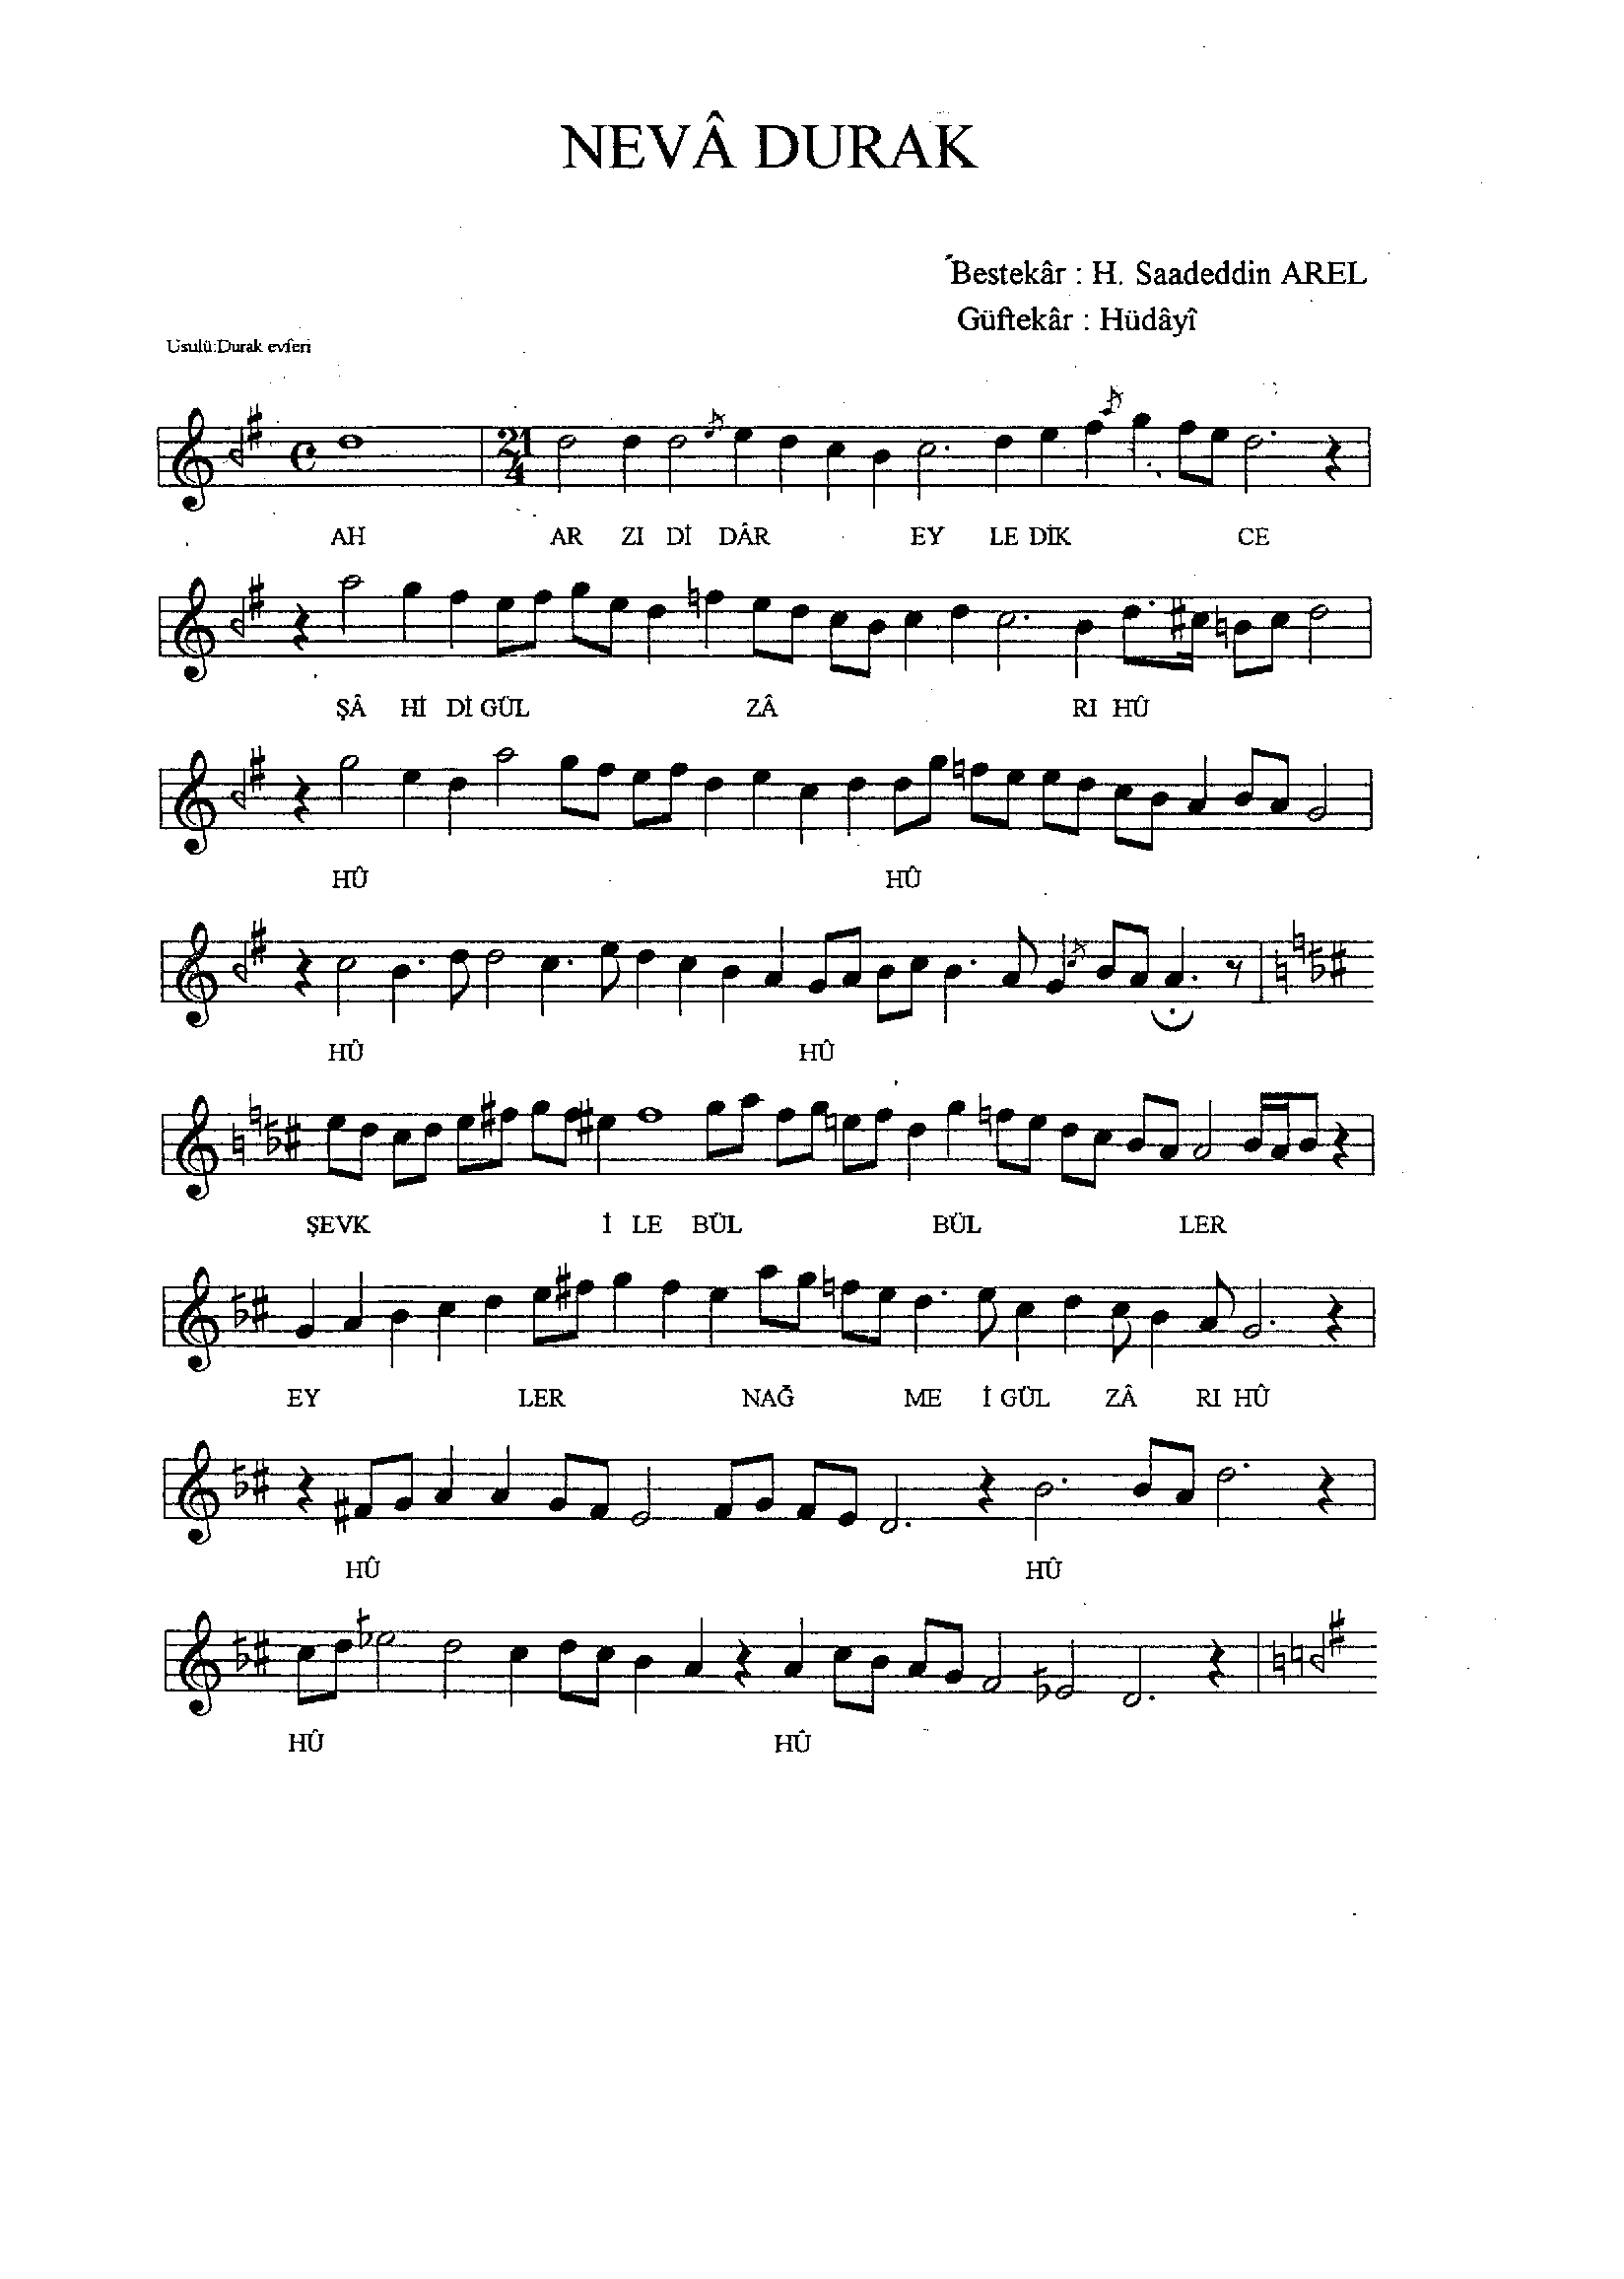 NEVÂ DURAK
Bestekâr : H. Saadeddin AREL
Güftekâr : Hüdâyî
Usulü:Durak evferi
21
4
AH AR ZI Dİ DÂR EY LE DİK CE
ŞÂ Hİ Dİ GÜL ZÂ RI HÛ
HÛ HÛ
HÛ HÛ
ŞEVK İ LE BÜL BÜL LER
EY LER NAĞ ME İ GÜL ZÂ RI HÛ
HÛ HÛ
HÛ HÛ